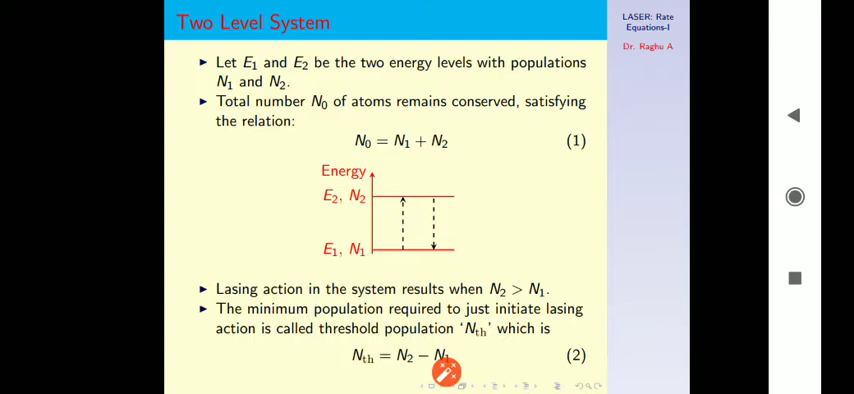 Two Level System
LASER: Rate
Equations-I
Dr. Raghu A
▶ Let E₁ and E₂ be the two energy levels with populations
N₁ and N₂.
▶ Total number N₀ of atoms remains conserved, satisfying
the relation:
N₀ = N₁ + N₂ (1)
Energy
E₂, N₂
E₁, N₁
▶ Lasing action in the system results when N₂ > N₁.
▶ The minimum population required to just initiate lasing
action is called threshold population ‘Nth’ which is
Nth = N₂ − N₁ (2)